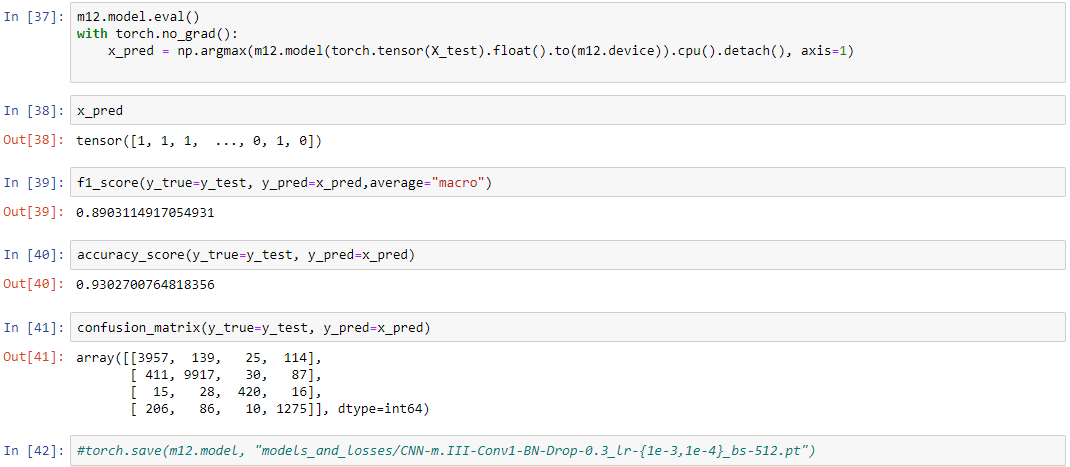 In [37]: m12.model.eval()
with torch.no_grad():
    x_pred = np.argmax(m12.model(torch.tensor(X_test).float().to(m12.device)).cpu().detach(), axis=1)
In [38]: x_pred
Out[38]: tensor([1, 1, 1,  ..., 0, 1, 0])
In [39]: f1_score(y_true=y_test, y_pred=x_pred,average="macro")
Out[39]: 0.8903114917054931
In [40]: accuracy_score(y_true=y_test, y_pred=x_pred)
Out[40]: 0.9302700764818356
In [41]: confusion_matrix(y_true=y_test, y_pred=x_pred)
Out[41]: array([[3957,  139,   25,  114],
       [ 411, 9917,   30,   87],
       [  15,   28,  420,   16],
       [ 206,   86,   10, 1275]], dtype=int64)
In [42]: #torch.save(m12.model, "models_and_losses/CNN-m.III-Conv1-BN-Drop-0.3_lr-{1e-3,1e-4}_bs-512.pt")